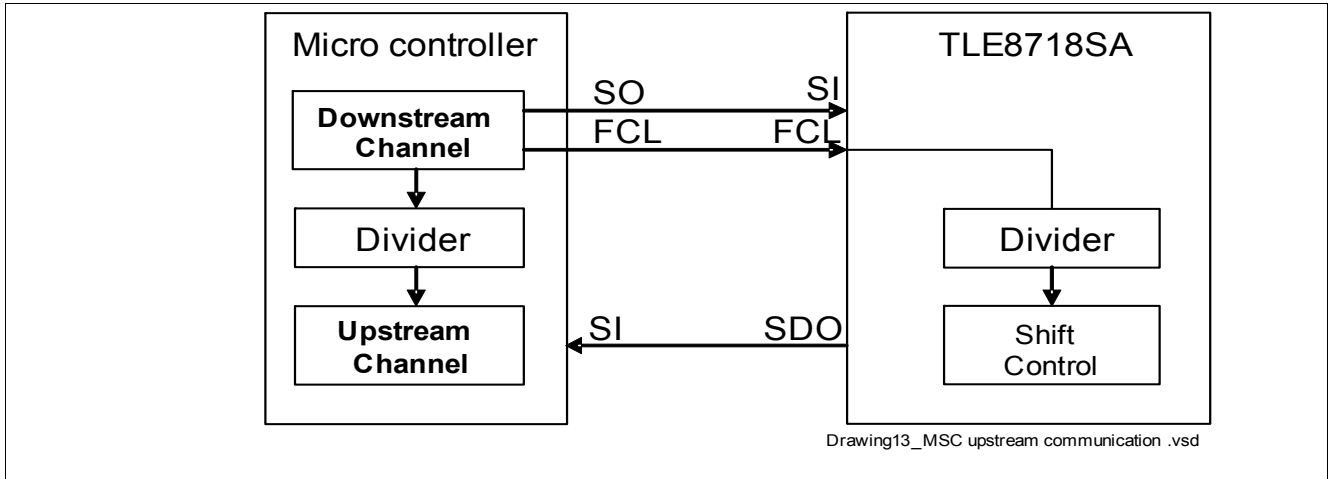 Micro controller
TLE8718SA
SO
SI
Downstream
Channel
FCL
FCL
Divider
Divider
Upstream
Channel
SI
SDO
Shift
Control
Drawing13_MSC upstream communication .vsd